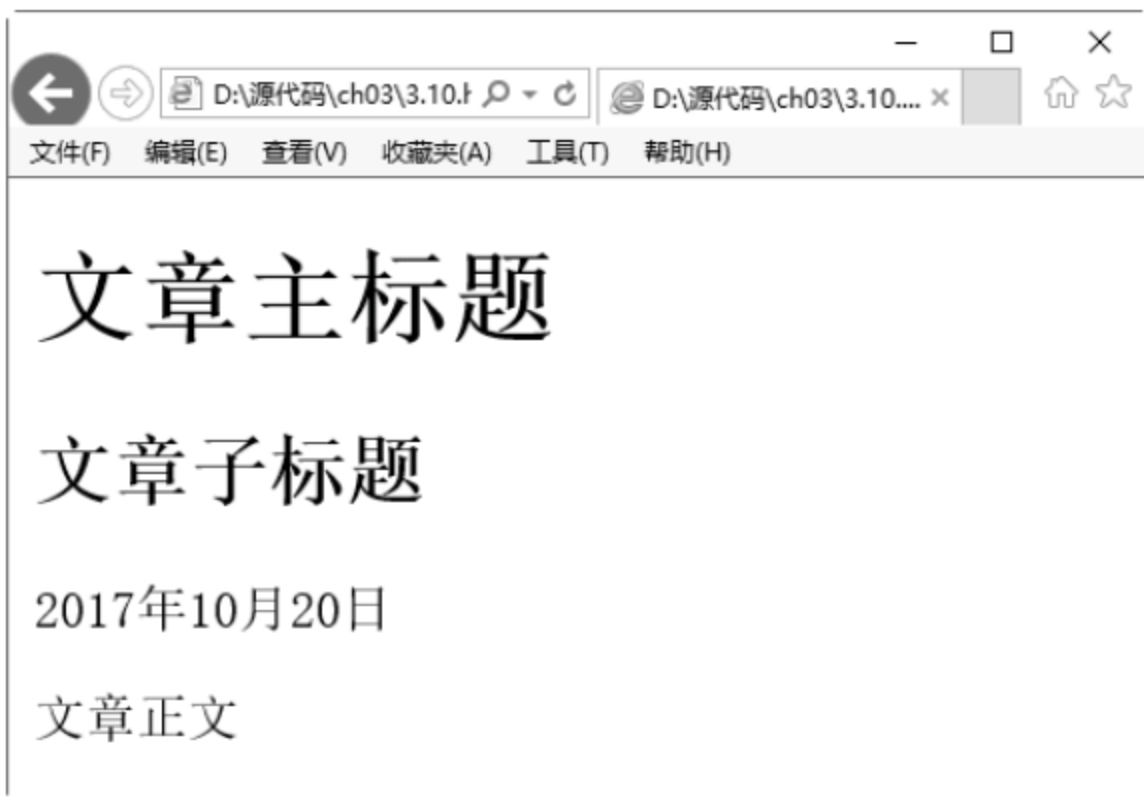 D:\源代码\ch03\3.10.h D:\源代码\ch03\3.10....
文件(F) 编辑(E) 查看(V) 收藏夹(A) 工具(T) 帮助(H)
文章主标题
文章子标题
2017年10月20日
文章正文